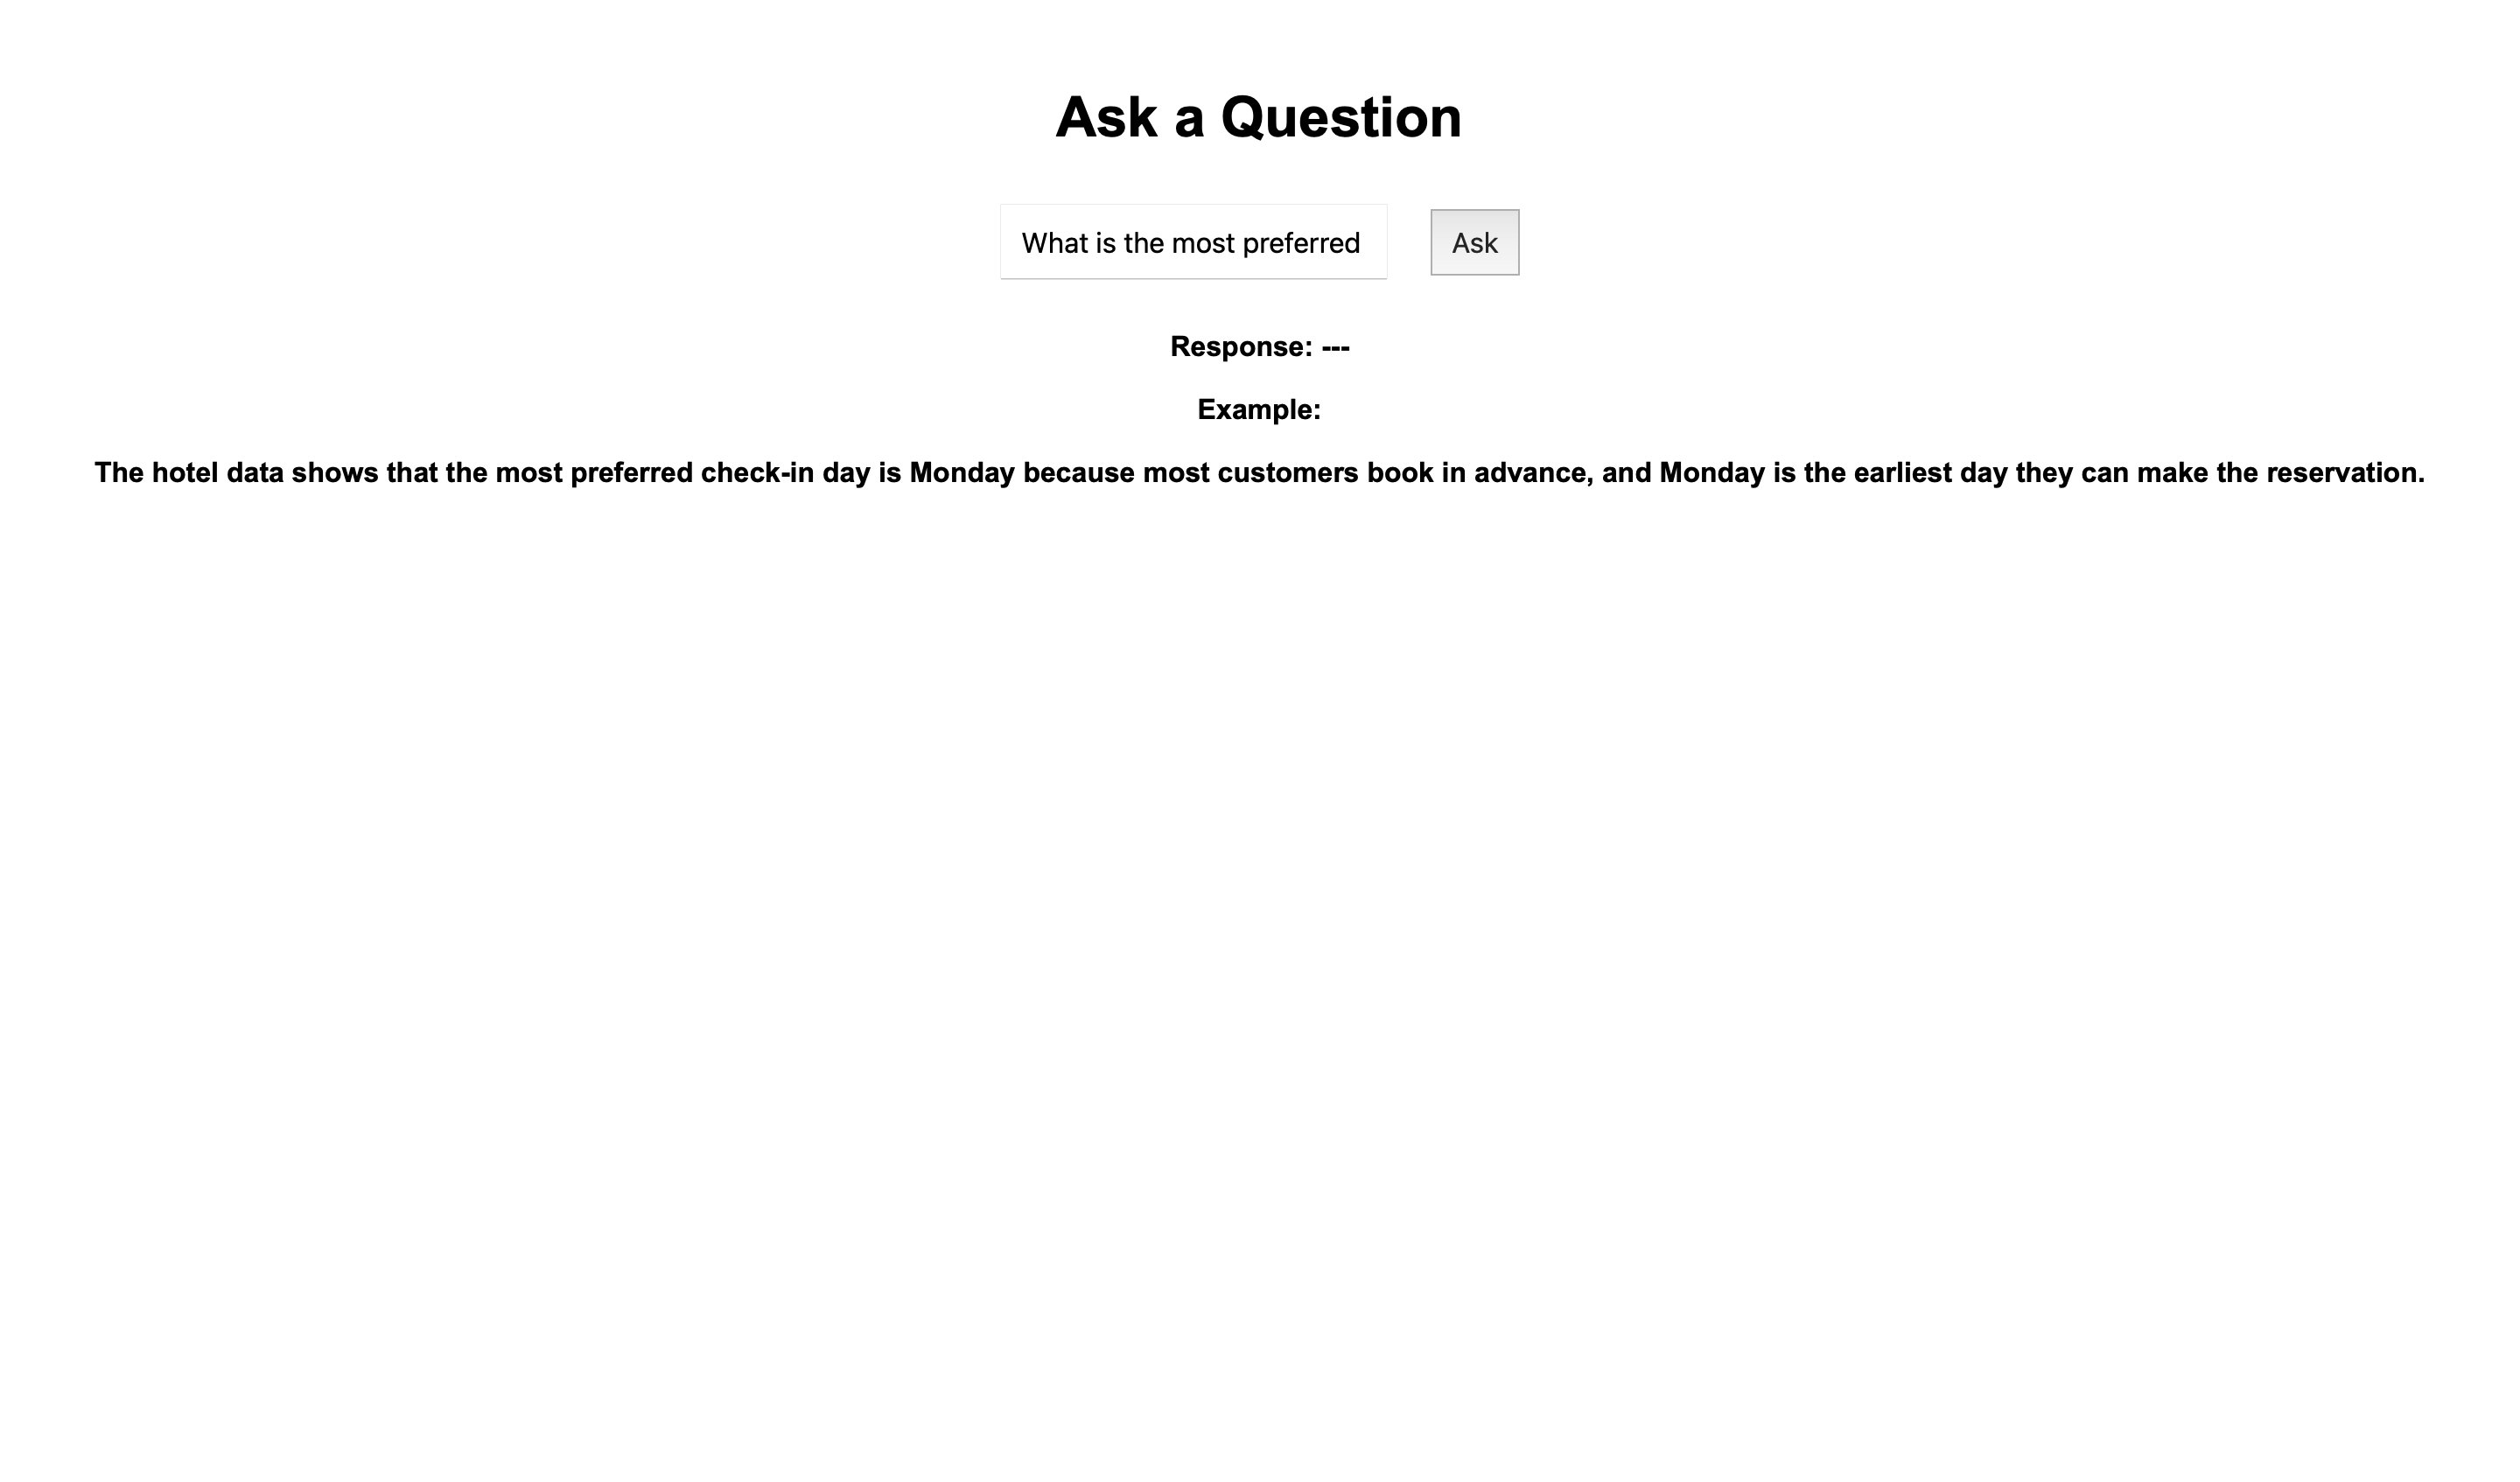 Ask a Question
What is the most preferred
Ask
Response: ---
Example:
The hotel data shows that the most preferred check-in day is Monday because most customers book in advance, and Monday is the earliest day they can make the reservation.